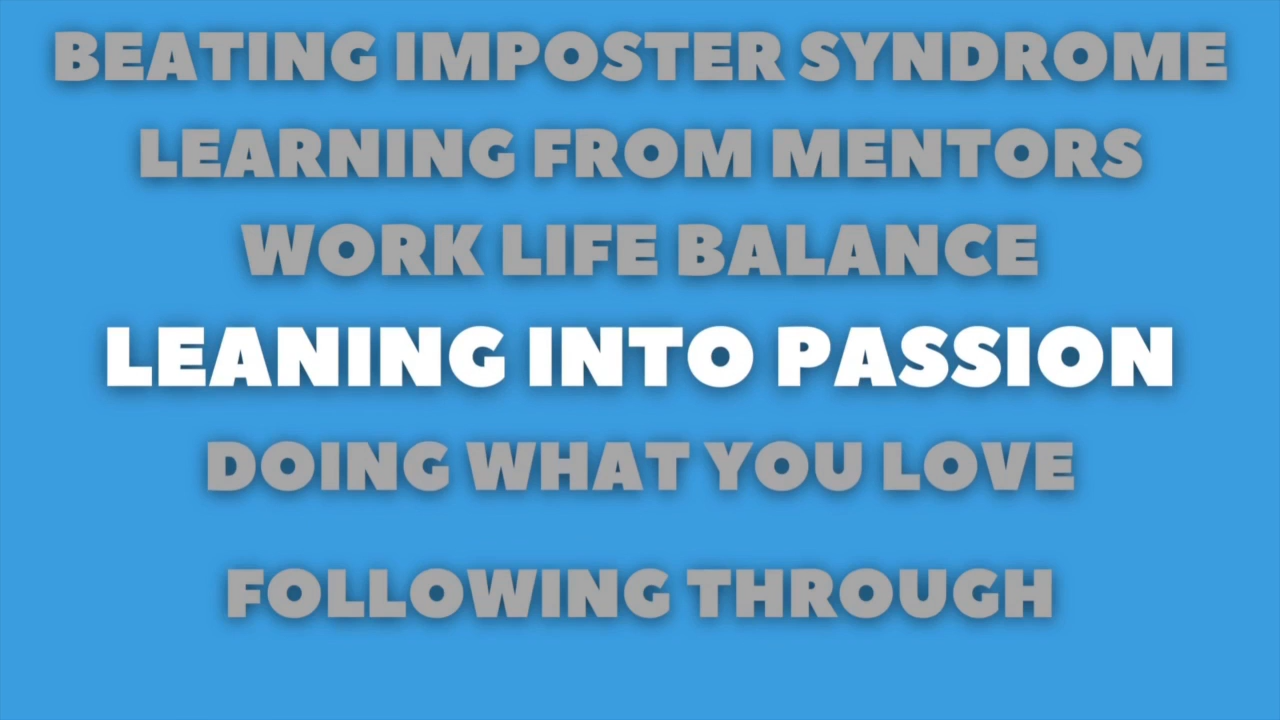 BEATING IMPOSTER SYNDROME
LEARNING FROM MENTORS
WORK LIFE BALANCE
LEANING INTO PASSION
DOING WHAT YOU LOVE
FOLLOWING THROUGH